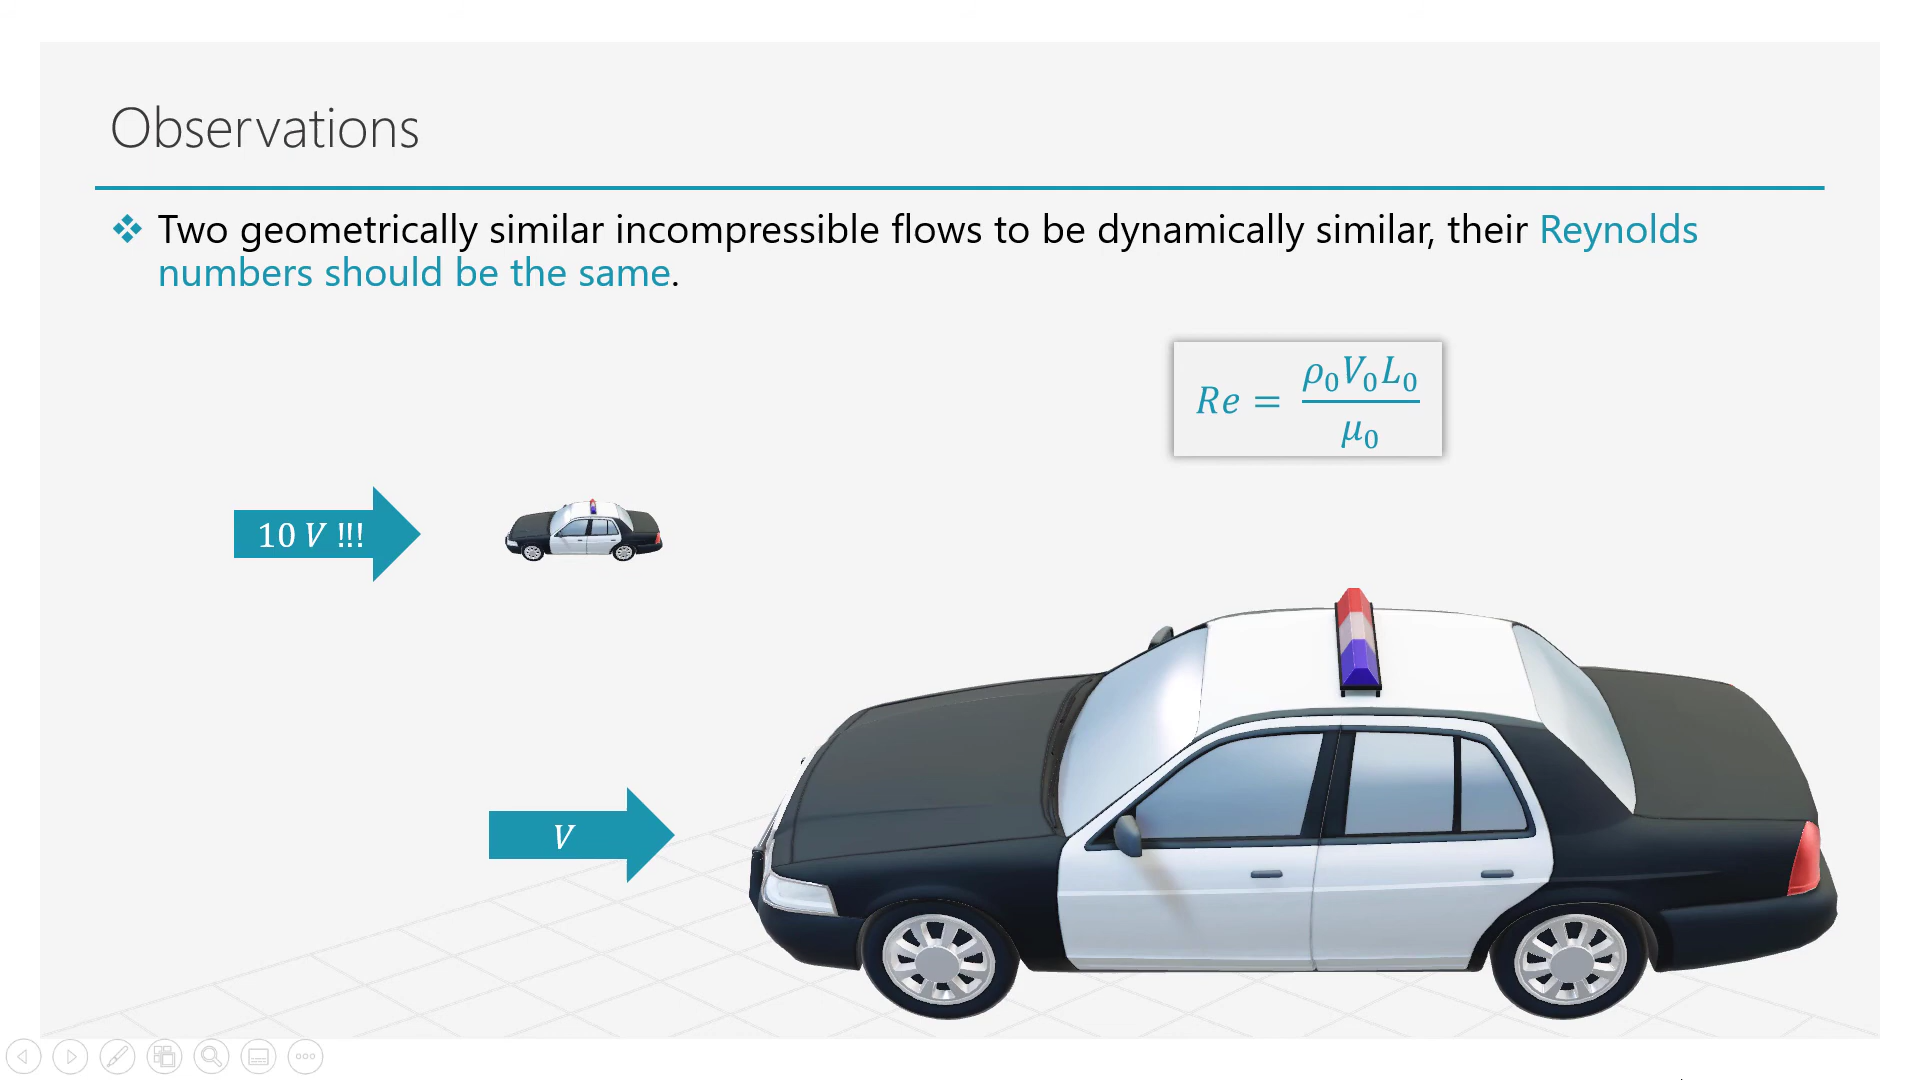 Observations
❖ Two geometrically similar incompressible flows to be dynamically similar, their Reynolds
numbers should be the same.
Re = ρ₀V₀L₀ / μ₀
10 V !!!
V